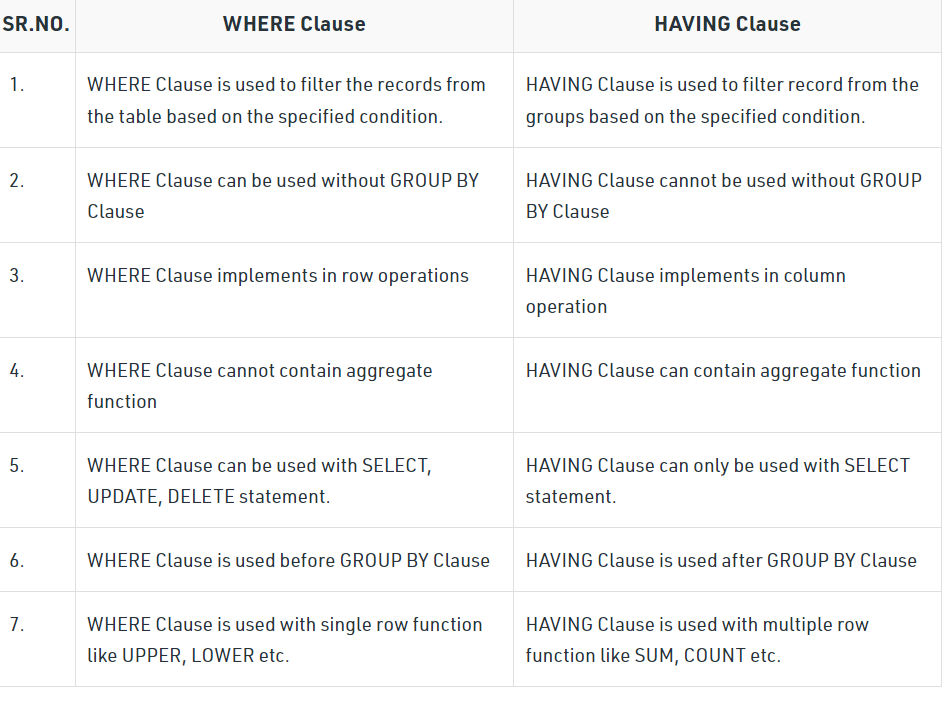 SR.NO. WHERE Clause HAVING Clause
1. WHERE Clause is used to filter the records from
the table based on the specified condition.
HAVING Clause is used to filter record from the
groups based on the specified condition.
2. WHERE Clause can be used without GROUP BY
Clause
HAVING Clause cannot be used without GROUP
BY Clause
3. WHERE Clause implements in row operations
HAVING Clause implements in column
operation
4. WHERE Clause cannot contain aggregate
function
HAVING Clause can contain aggregate function
5. WHERE Clause can be used with SELECT,
UPDATE, DELETE statement.
HAVING Clause can only be used with SELECT
statement.
6. WHERE Clause is used before GROUP BY Clause
HAVING Clause is used after GROUP BY Clause
7. WHERE Clause is used with single row function
like UPPER, LOWER etc.
HAVING Clause is used with multiple row
function like SUM, COUNT etc.